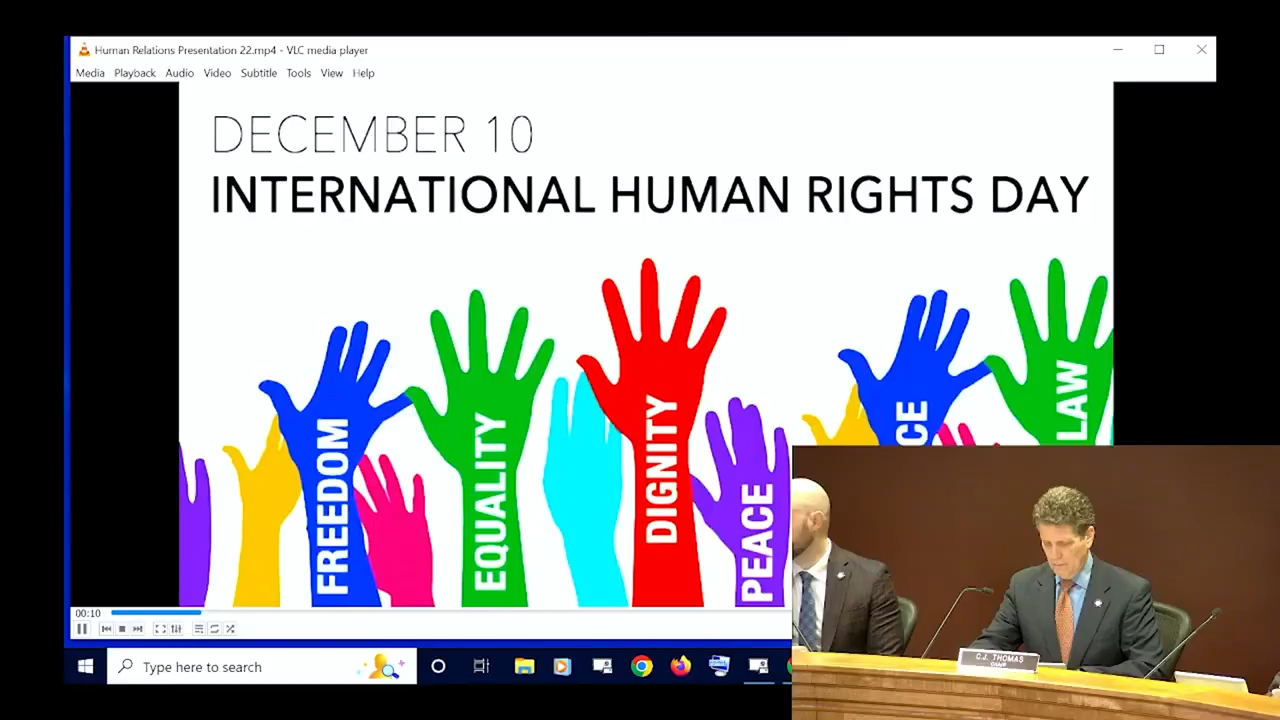 Human Relations Presentation 22.mp4 - VLC media player
Media Playback Audio Video Subtitle Tools View Help
DECEMBER 10
INTERNATIONAL HUMAN RIGHTS DAY
FREEDOM
EQUALITY
DIGNITY
PEACE
CE
LAW
00:10
Type here to search
C.J. THOMAS
CHAIR